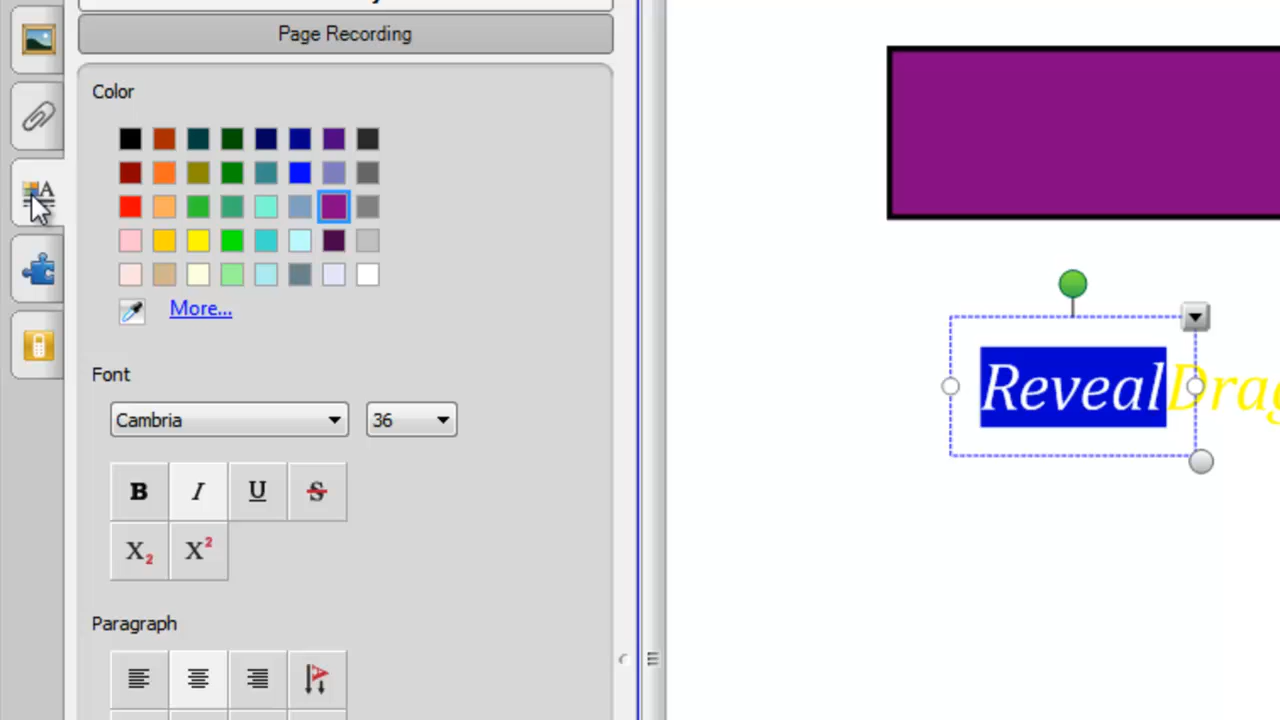 Page Recording
Color
More...
Font
Cambria
36
B I U S
X2 X2
Paragraph
Reveal